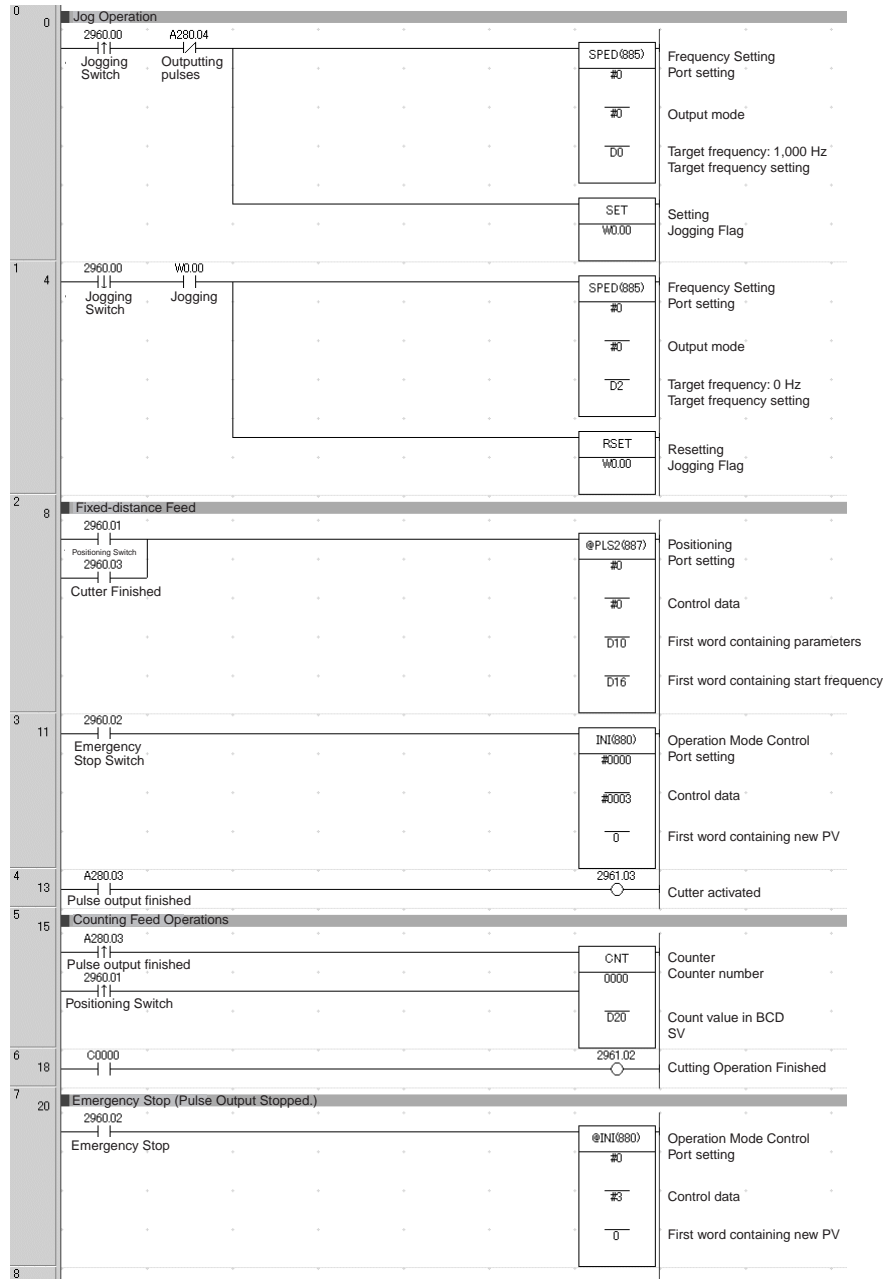 0
0
Jog Operation
2960.00 A280.04
Jogging Switch
Outputting pulses
SPED(885)
Frequency Setting
#0
Port setting
#0
Output mode
D0
Target frequency: 1,000 Hz
Target frequency setting
SET
Setting
W0.00
Jogging Flag
1
4
2960.00 W0.00
Jogging Switch
Jogging
SPED(885)
Frequency Setting
#0
Port setting
#0
Output mode
D2
Target frequency: 0 Hz
Target frequency setting
RSET
Resetting
W0.00
Jogging Flag
2
8
Fixed-distance Feed
2960.01
Positioning Switch
2960.03
Cutter Finished
@PLS2(887)
Positioning
#0
Port setting
#0
Control data
D10
First word containing parameters
D16
First word containing start frequency
3
11
2960.02
Emergency
Stop Switch
INI(880)
Operation Mode Control
#0000
Port setting
#0003
Control data
0
First word containing new PV
4
13
A280.03
Pulse output finished
2961.03
Cutter activated
5
15
Counting Feed Operations
A280.03
Pulse output finished
2960.01
Positioning Switch
CNT
Counter
0000
Counter number
D20
Count value in BCD
SV
6
18
C0000
2961.02
Cutting Operation Finished
7
20
Emergency Stop (Pulse Output Stopped.)
2960.02
Emergency Stop
@INI(880)
Operation Mode Control
#0
Port setting
#3
Control data
0
First word containing new PV
8